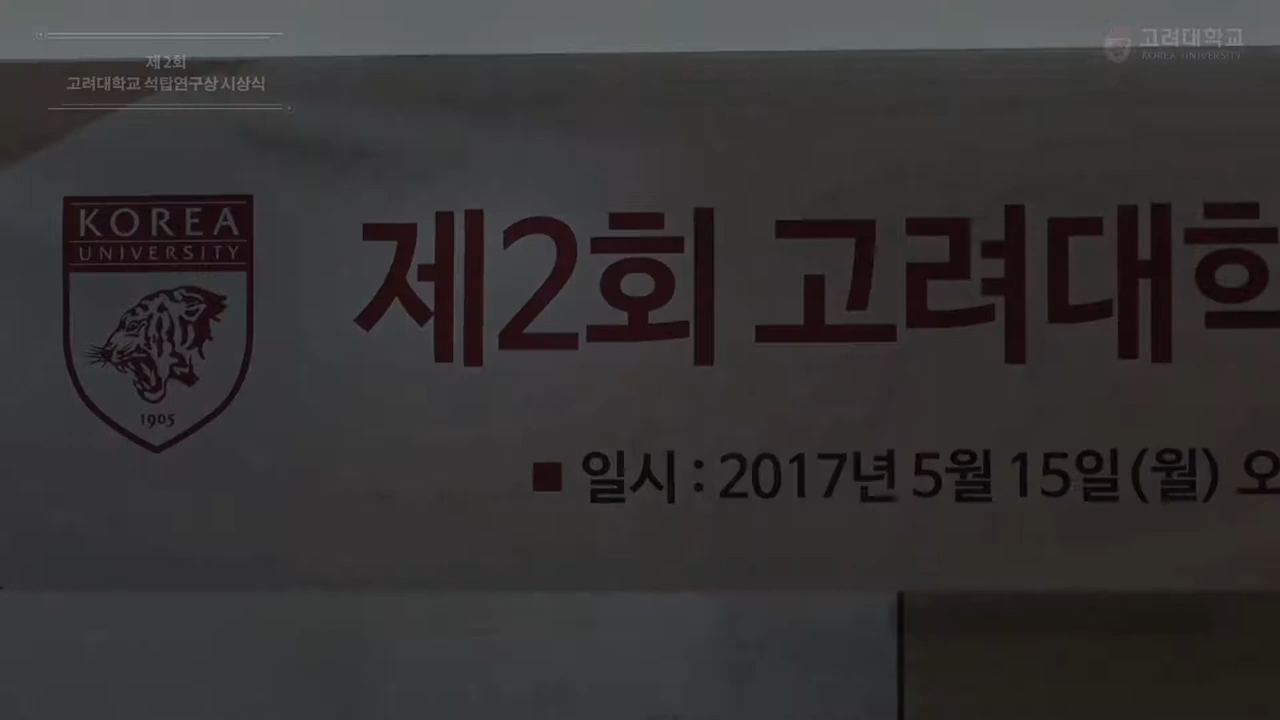 제2회
고려대학교 석탑연구상 시상식
고려대학교
KOREA UNIVERSITY
KOREA
UNIVERSITY
1905
제2회 고려대학
■ 일시 : 2017년 5월 15일(월) 오